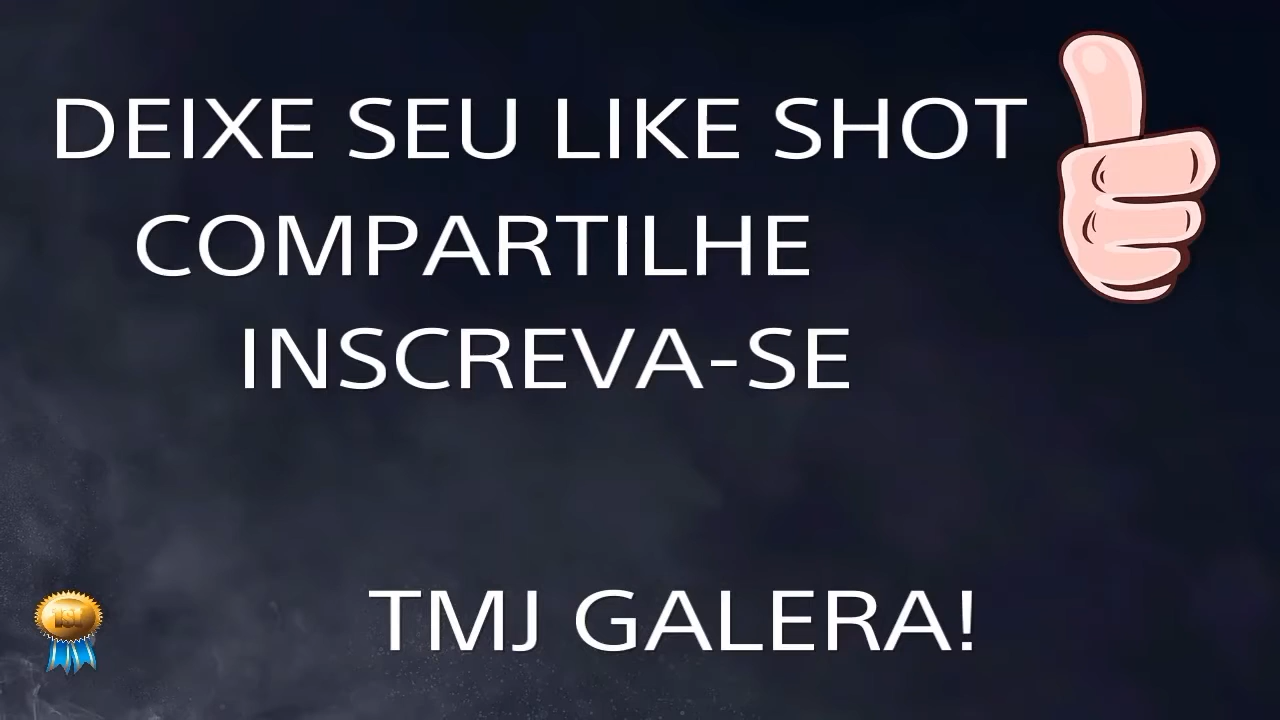 DEIXE SEU LIKE SHOT
COMPARTILHE
INSCREVA-SE
TMJ GALERA!